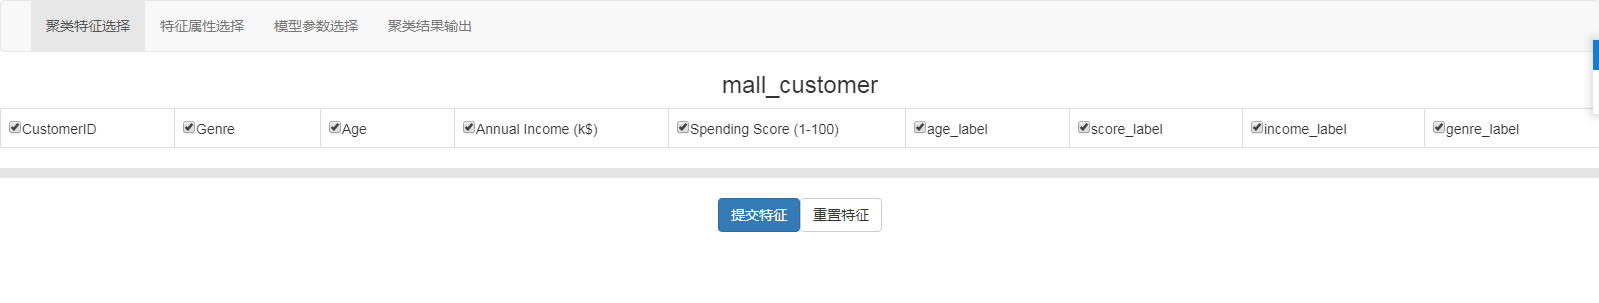 聚类特征选择 特征属性选择 模型参数选择 聚类结果输出
mall_customer
CustomerID Genre Age Annual Income (k$) Spending Score (1-100) age_label score_label income_label genre_label
提交特征 重置特征